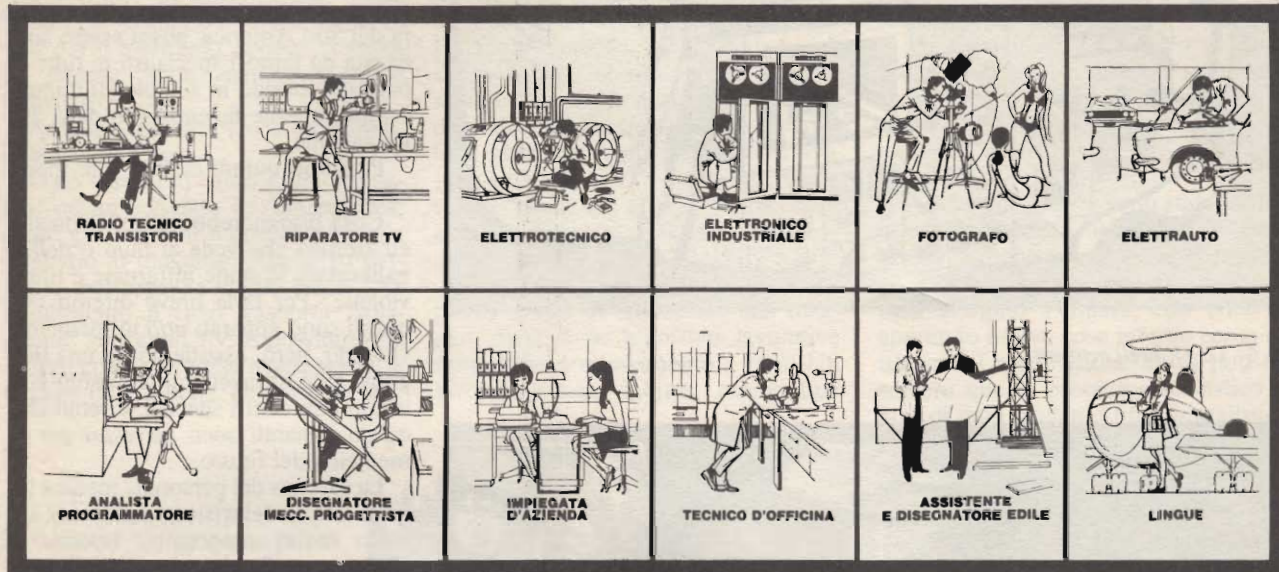 RADIO TECNICO
TRANSISTORI
RIPARATORE TV
ELETTROTECNICO
ELETTRONICO
INDUSTRIALE
FOTOGRAFO
ELETTRAUTO
ANALISTA
PROGRAMMATORE
DISEGNATORE
MECC. PROGETTISTA
IMPIEGATA
D'AZIENDA
TECNICO D'OFFICINA
ASSISTENTE
E DISEGNATORE EDILE
LINGUE